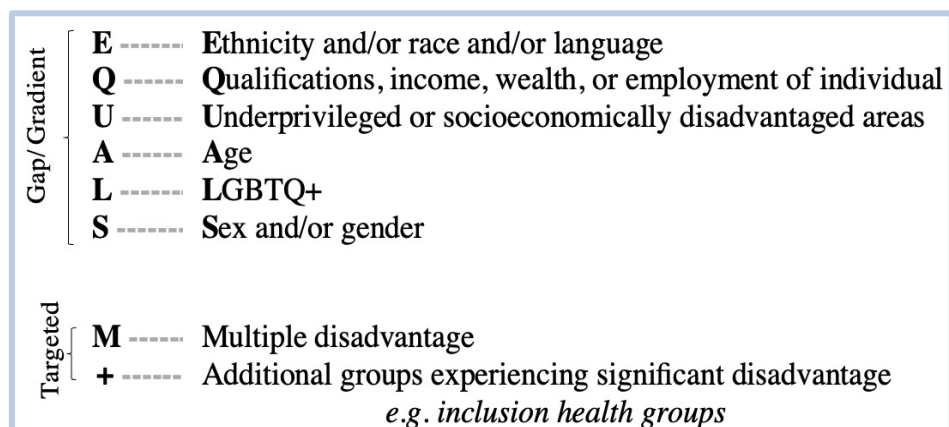 Gap/ Gradient
E ------ Ethnicity and/or race and/or language
Q ------ Qualifications, income, wealth, or employment of individual
U ------ Underprivileged or socioeconomically disadvantaged areas
A ------ Age
L ------ LGBTQ+
S ------ Sex and/or gender
Targeted
M ------ Multiple disadvantage
+ ------ Additional groups experiencing significant disadvantage
e.g. inclusion health groups